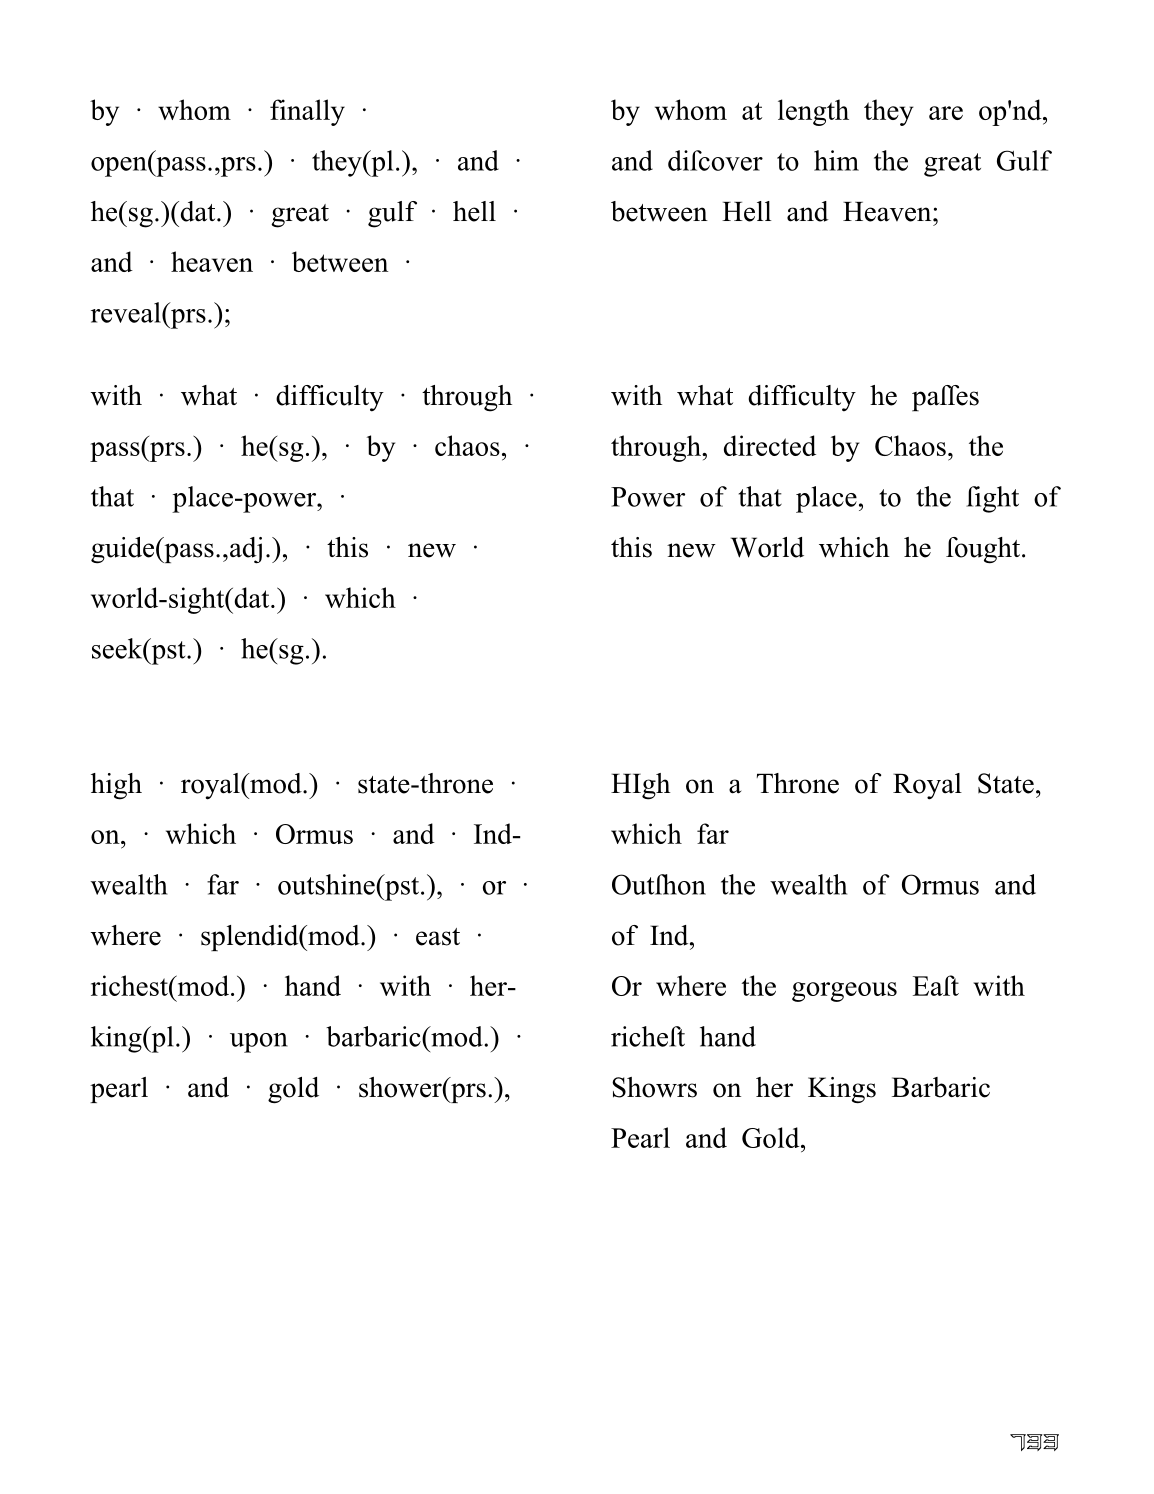 by · whom · finally ·
open(pass.,prs.) · they(pl.), · and ·
he(sg.)(dat.) · great · gulf · hell ·
and · heaven · between ·
reveal(prs.);
by whom at length they are op'nd,
and diſcover to him the great Gulf
between Hell and Heaven;
with · what · difficulty · through ·
pass(prs.) · he(sg.), · by · chaos, ·
that · place-power, ·
guide(pass.,adj.), · this · new ·
world-sight(dat.) · which ·
seek(pst.) · he(sg.).
with what difficulty he paſſes
through, directed by Chaos, the
Power of that place, to the ſight of
this new World which he ſought.
high · royal(mod.) · state-throne ·
on, · which · Ormus · and · Ind-
wealth · far · outshine(pst.), · or ·
where · splendid(mod.) · east ·
richest(mod.) · hand · with · her-
king(pl.) · upon · barbaric(mod.) ·
pearl · and · gold · shower(prs.),
HIgh on a Throne of Royal State,
which far
Outſhon the wealth of Ormus and
of Ind,
Or where the gorgeous Eaſt with
richeſt hand
Showrs on her Kings Barbaric
Pearl and Gold,